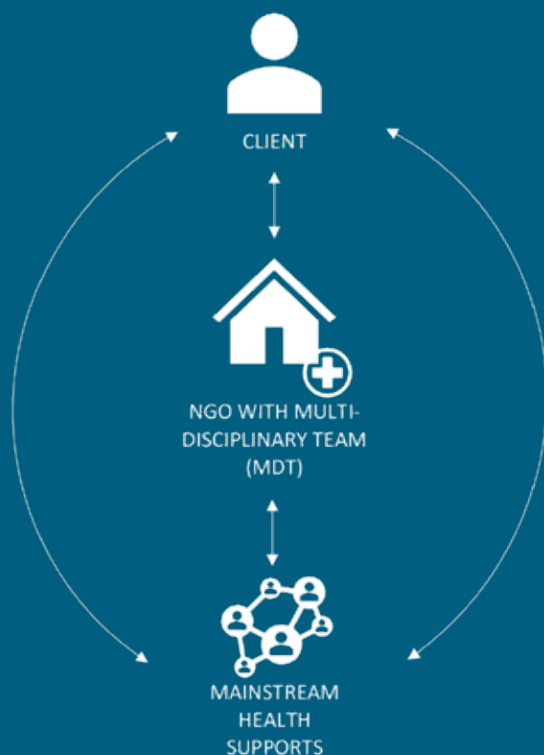 CLIENT
NGO WITH MULTI-
DISCIPLINARY TEAM
(MDT)
MAINSTREAM
HEALTH
SUPPORTS